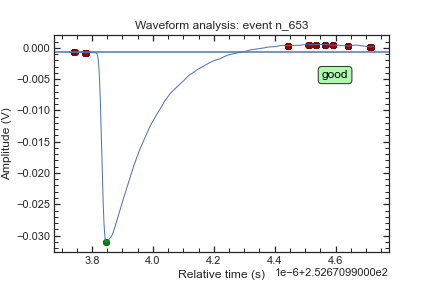 Waveform analysis: event n_653
0.000
−0.005
−0.010
−0.015
−0.020
−0.025
−0.030
Amplitude (V)
good
3.8 4.0 4.2 4.4 4.6
1e−6+2.5267099000e2
Relative time (s)